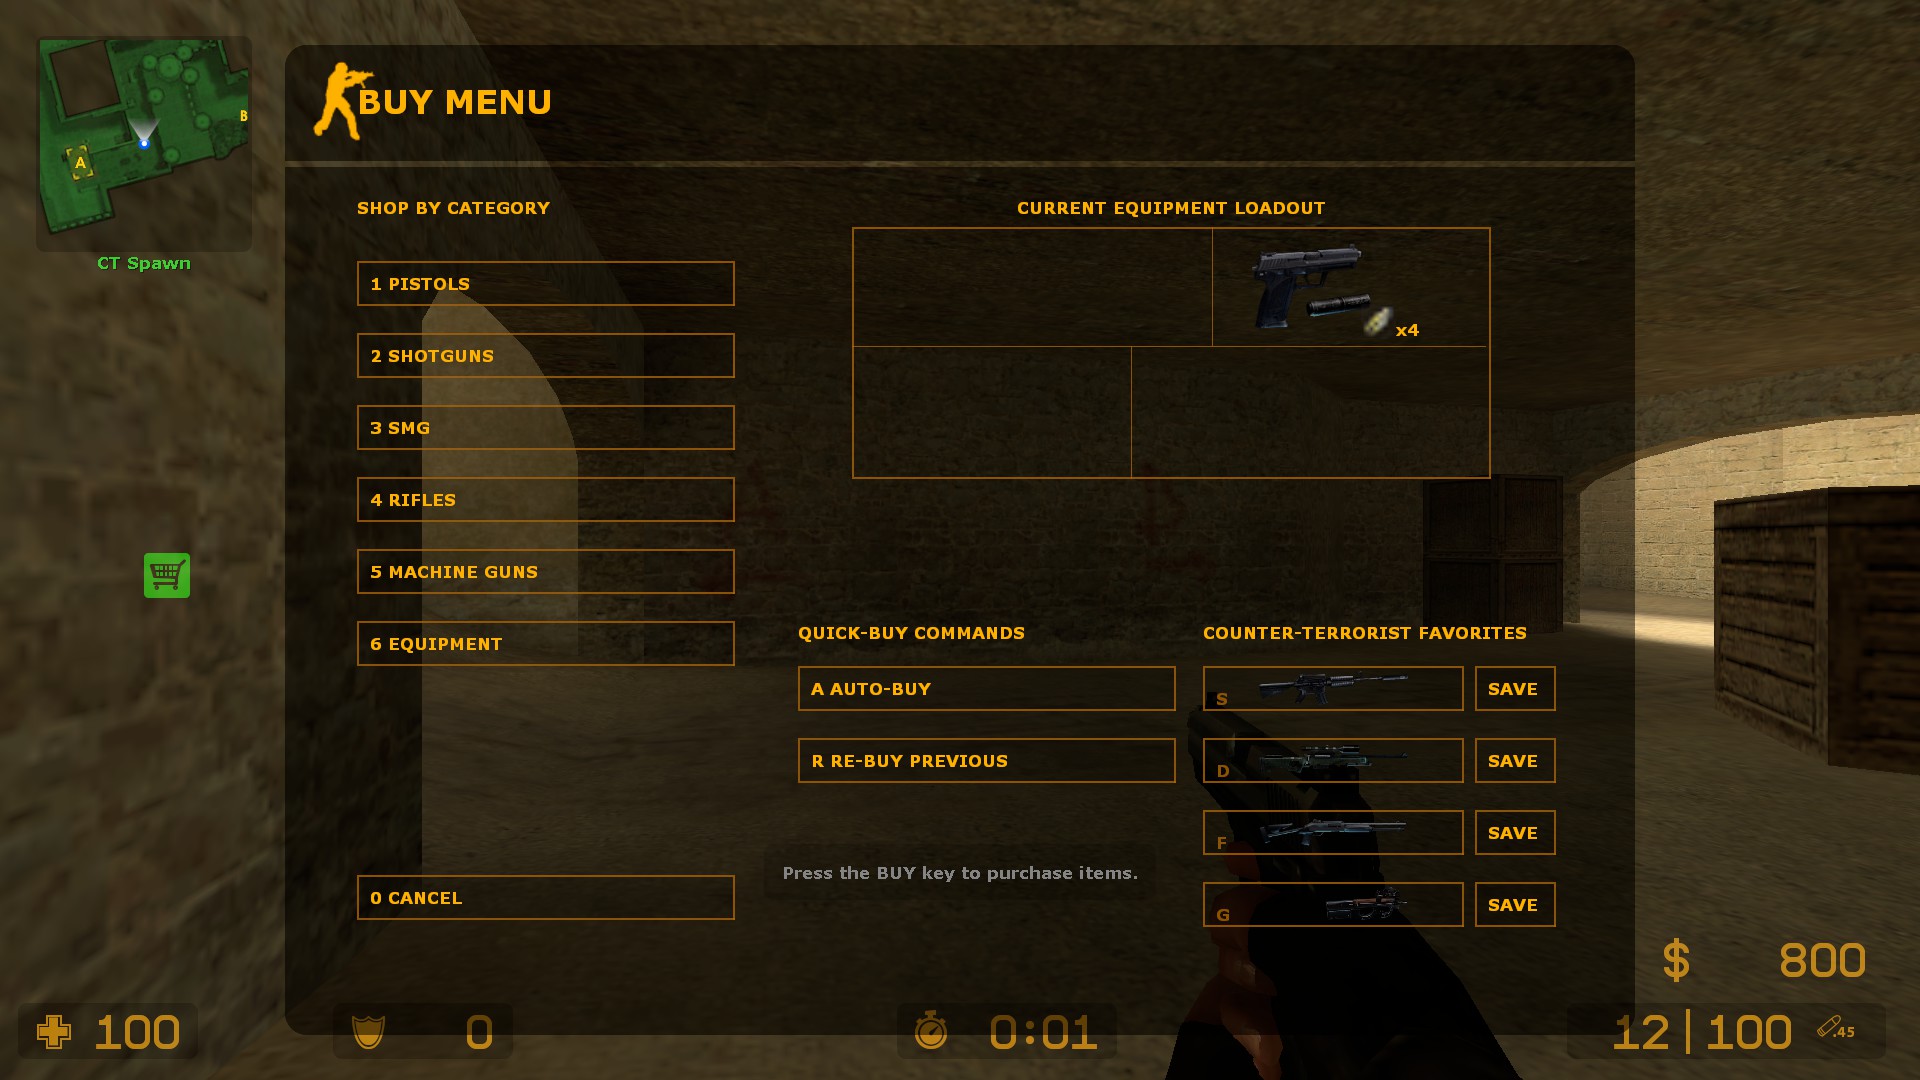 BUY MENU
A
B
CT Spawn
SHOP BY CATEGORY
1 PISTOLS
2 SHOTGUNS
3 SMG
4 RIFLES
5 MACHINE GUNS
6 EQUIPMENT
0 CANCEL
CURRENT EQUIPMENT LOADOUT
x4
QUICK-BUY COMMANDS
A AUTO-BUY
R RE-BUY PREVIOUS
COUNTER-TERRORIST FAVORITES
S SAVE
D SAVE
F SAVE
G SAVE
Press the BUY key to purchase items.
$ 800
100
0
0:01
12|100 .45